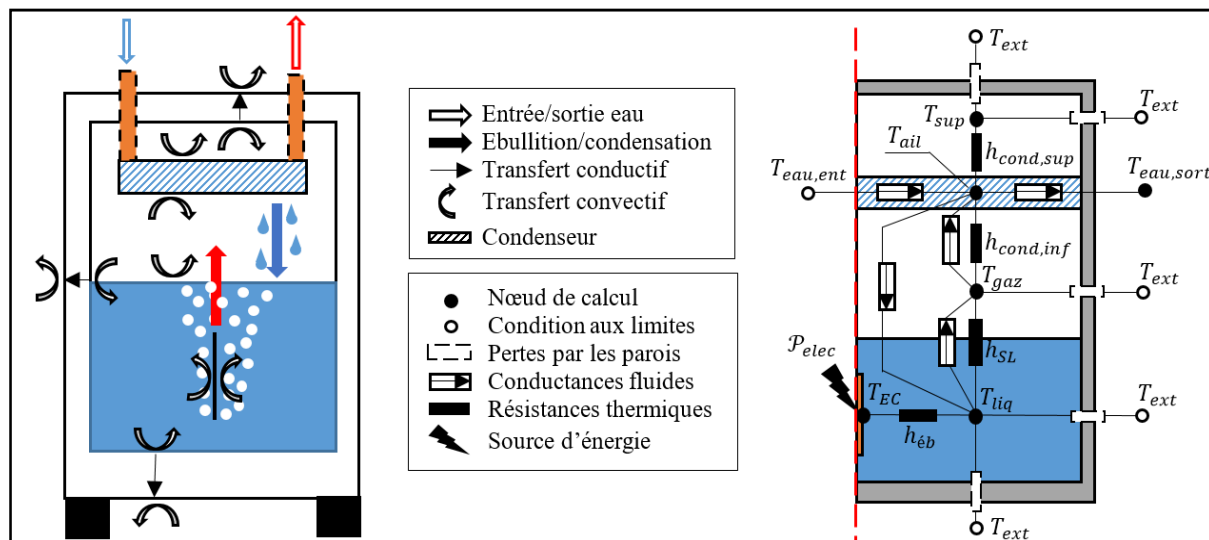 Entrée/sortie eau
Ebullition/condensation
Transfert conductif
Transfert convectif
Condenseur
Nœud de calcul
Condition aux limites
Pertes par les parois
Conductances fluides
Résistances thermiques
Source d'énergie
T_ext
T_sup
T_ext
T_ail
h_cond,sup
T_eau,ent
T_eau,sort
h_cond,inf
T_gaz
T_ext
𝒫_elec
h_SL
T_EC
T_liq
T_ext
h_éb
T_ext